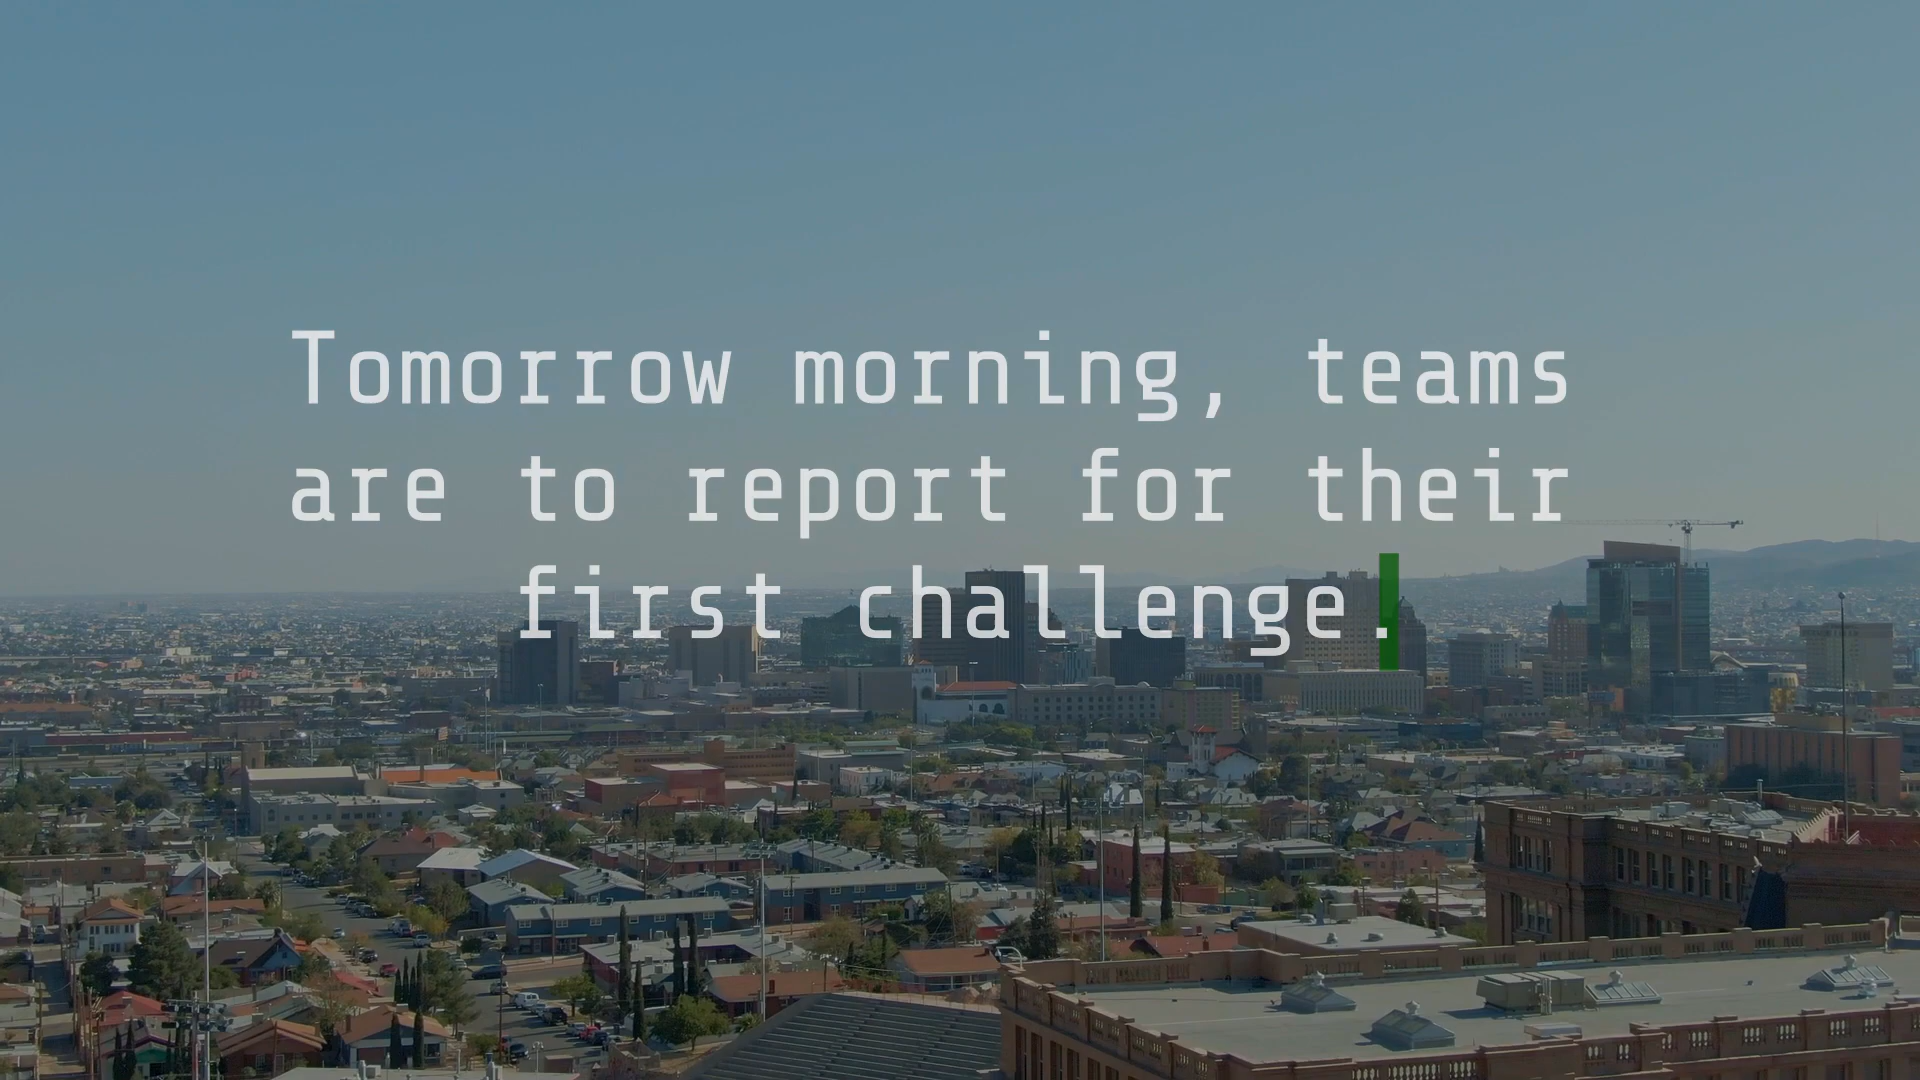 Tomorrow morning, teams
are to report for their
first challenge.